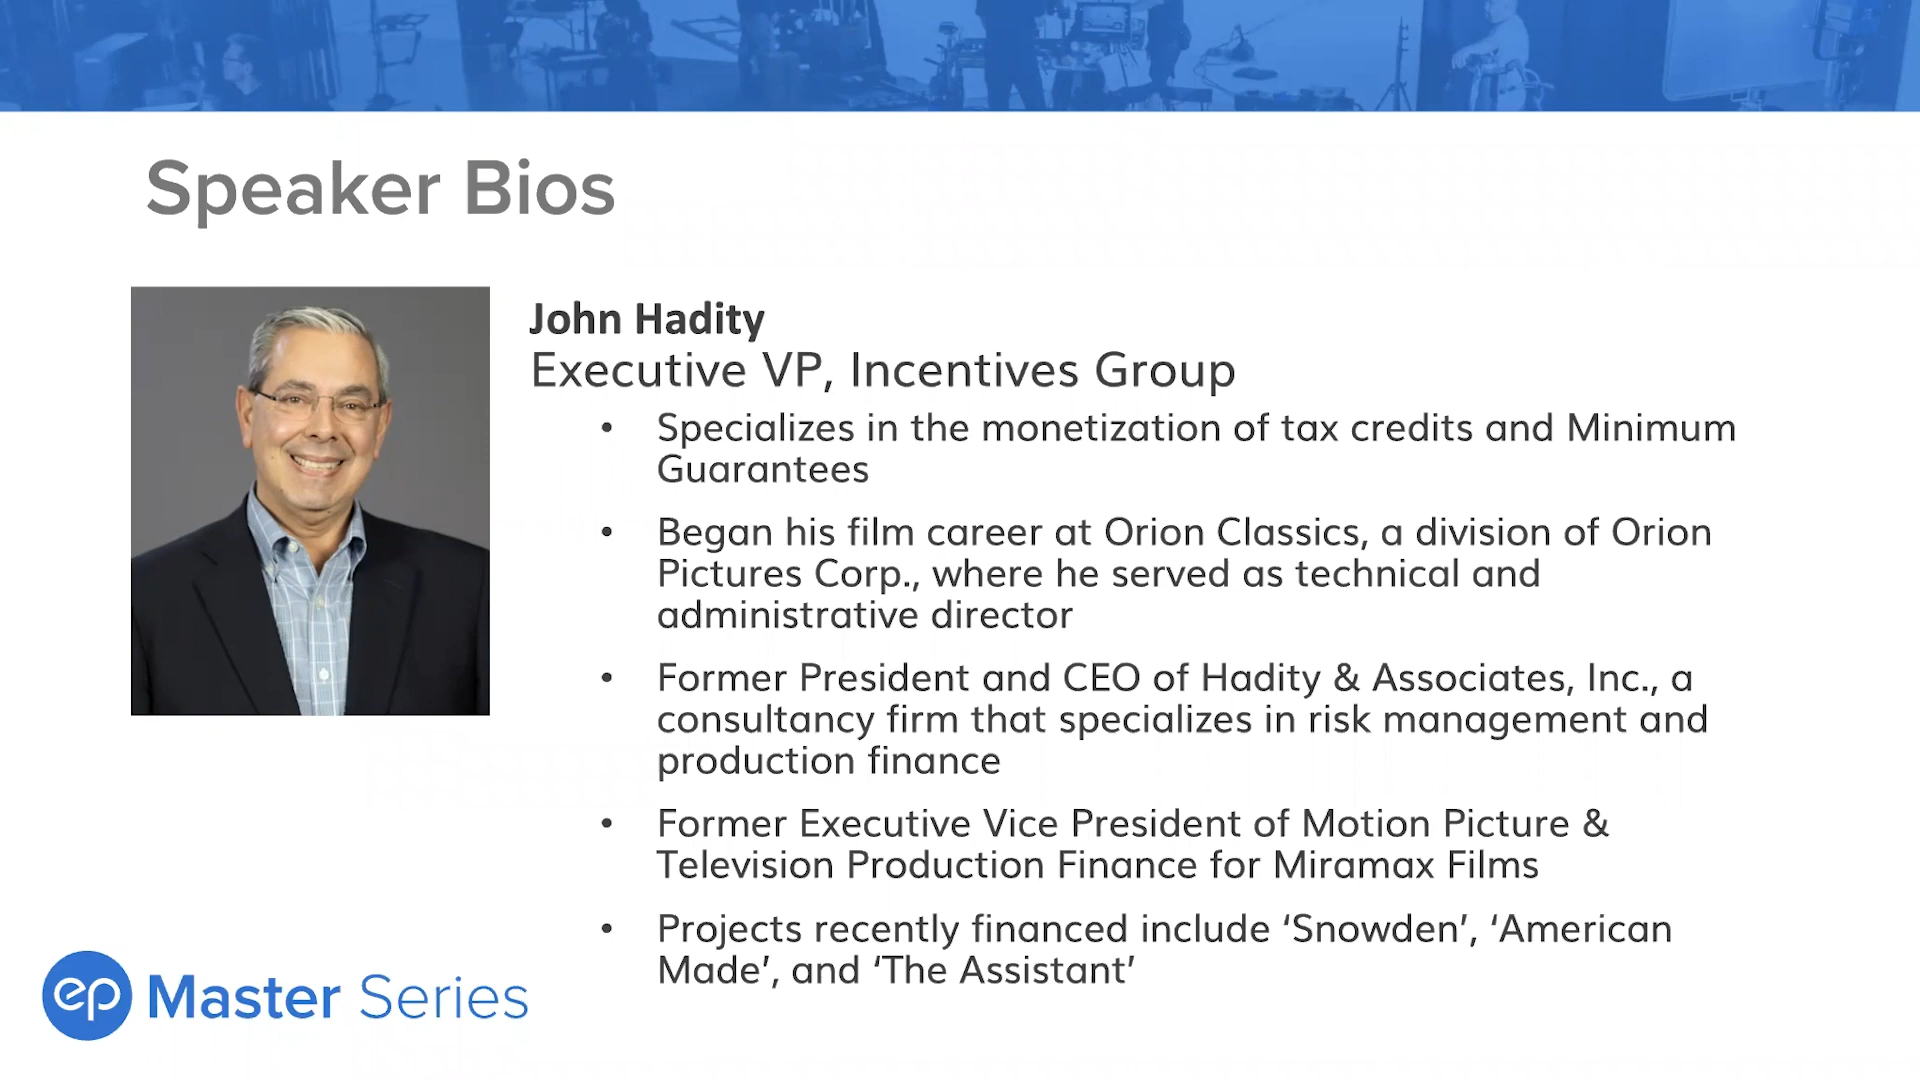 Speaker Bios
John Hadity
Executive VP, Incentives Group
• Specializes in the monetization of tax credits and Minimum
Guarantees
• Began his film career at Orion Classics, a division of Orion
Pictures Corp., where he served as technical and
administrative director
• Former President and CEO of Hadity & Associates, Inc., a
consultancy firm that specializes in risk management and
production finance
• Former Executive Vice President of Motion Picture &
Television Production Finance for Miramax Films
• Projects recently financed include ‘Snowden’, ‘American
Made’, and ‘The Assistant’
ep Master Series